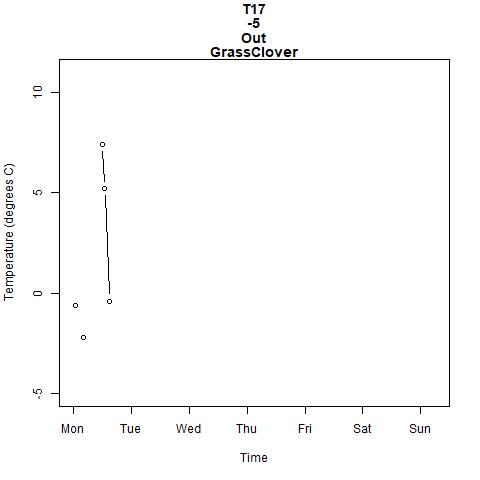 T17
-5
Out
GrassClover
Temperature (degrees C)
10
5
0
-5
Mon Tue Wed Thu Fri Sat Sun
Time